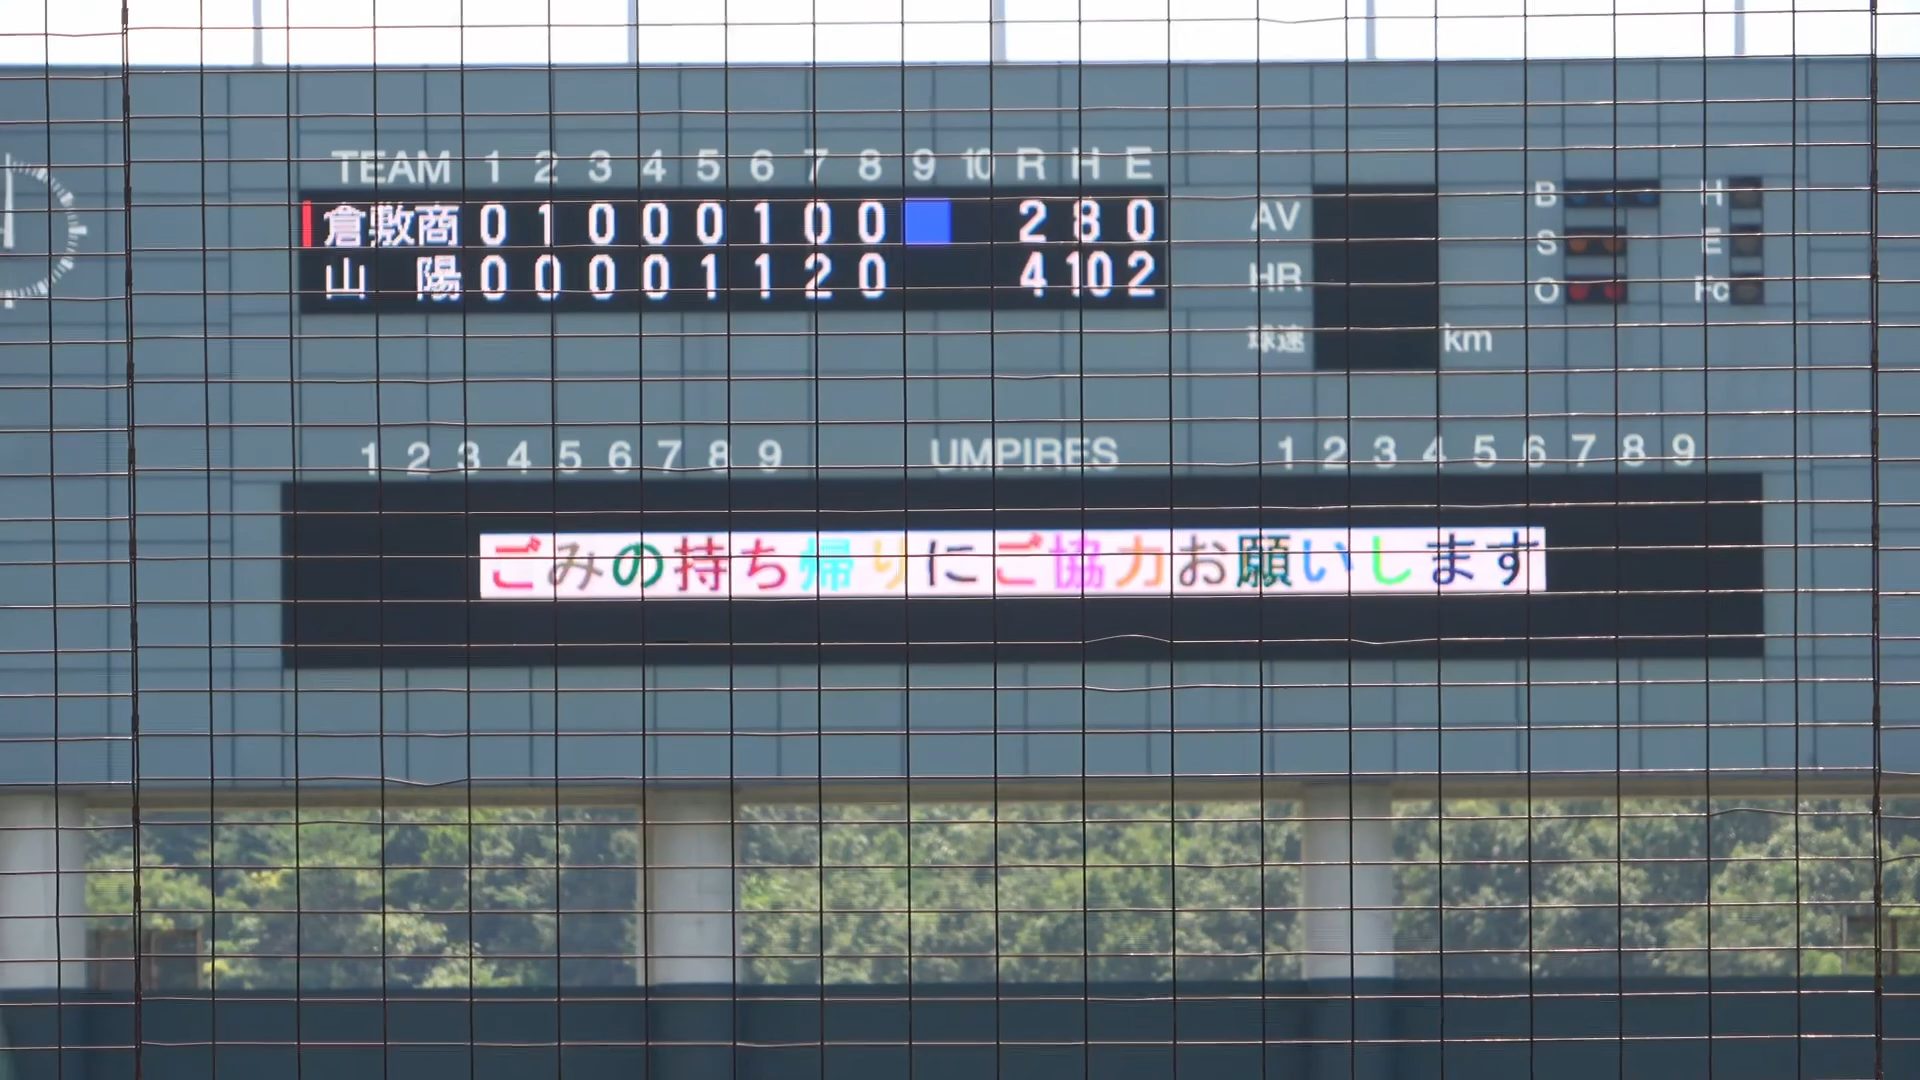 TEAM 1 2 3 4 5 6 7 8 9 10 R H E
倉敷商 0 1 0 0 0 1 0 0 2 8 0
山 陽 0 0 0 0 1 1 2 0 4 10 2
AV
HR
球速 km
B H
S E
O Fc
1 2 3 4 5 6 7 8 9 UMPIRES 1 2 3 4 5 6 7 8 9
ごみの持ち帰りにご協力お願いします